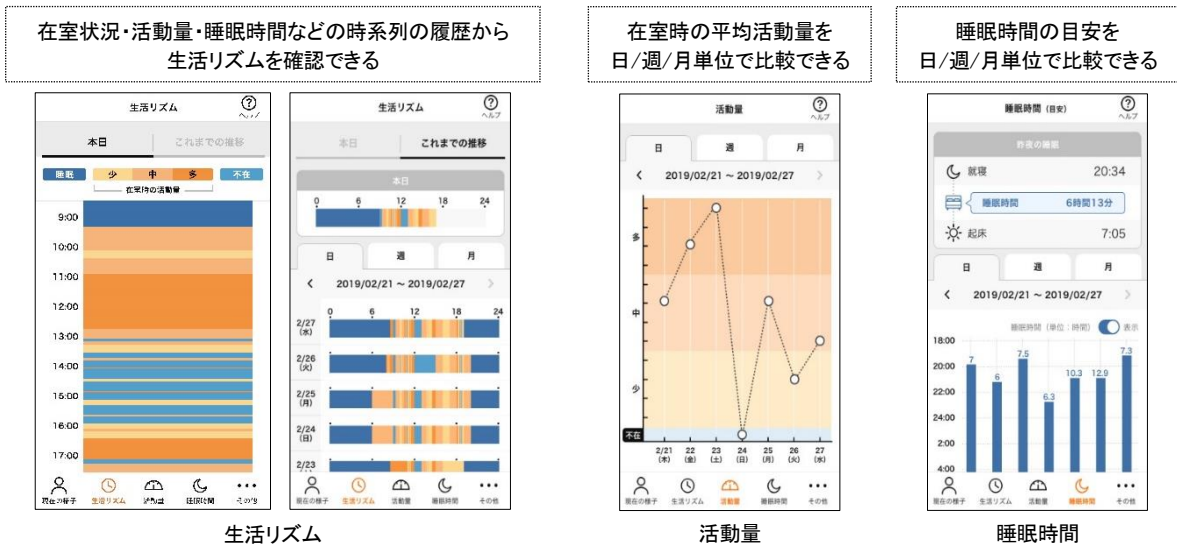 在室状況・活動量・睡眠時間などの時系列の履歴から
生活リズムを確認できる
在室時の平均活動量を
日/週/月単位で比較できる
睡眠時間の目安を
日/週/月単位で比較できる
生活リズム
ヘルプ
本日 これまでの推移
睡眠 少 中 多 不在
在室時の活動量
9:00
10:00
11:00
12:00
13:00
14:00
15:00
16:00
17:00
現在の様子 生活リズム 活動量 睡眠時間 その他
生活リズム
ヘルプ
本日 これまでの推移
本日
0 6 12 18 24
日 週 月
< 2019/02/21 ~ 2019/02/27 >
0 6 12 18 24
2/27
(水)
2/26
(火)
2/25
(月)
2/24
(日)
2/23
現在の様子 生活リズム 活動量 睡眠時間 その他
生活リズム
活動量
ヘルプ
日 週 月
< 2019/02/21 ~ 2019/02/27 >
多
中
少
不在
2/21 22 23 24 25 26 27
(木) (金) (土) (日) (月) (火) (水)
現在の様子 生活リズム 活動量 睡眠時間 その他
活動量
睡眠時間 (目安)
ヘルプ
昨夜の睡眠
就寝 20:34
睡眠時間 6時間13分
起床 7:05
日 週 月
< 2019/02/21 ~ 2019/02/27 >
睡眠時間 (単位:時間) 表示
18:00
20:00
22:00
24:00
2:00
4:00
7 6 7.5 6.3 10.3 12.9 7.3
現在の様子 生活リズム 活動量 睡眠時間 その他
睡眠時間